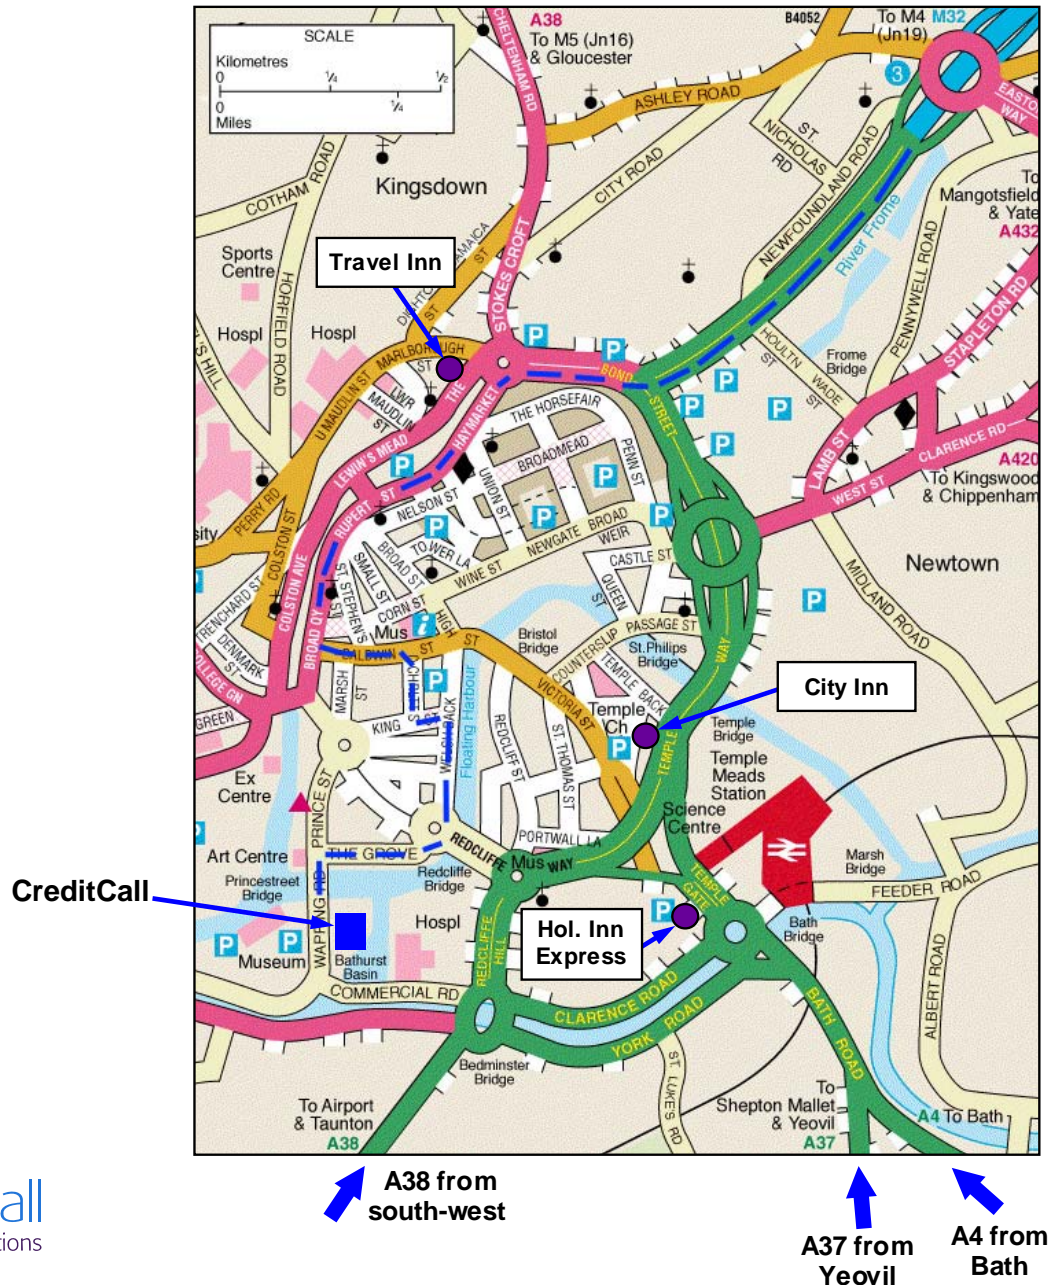 SCALE
Kilometres
0 1/4 1/2
0 1/4
Miles
A38
To M5 (Jn16)
& Gloucester
CHELTENHAM RD
B4052
To M4 M32
(Jn19)
3
EASTO
WAY
ASHLEY ROAD
ST.
NICHOLAS
RD
COTHAM ROAD
Kingsdown
CITY ROAD
NEWFOUNDLAND ROAD
River Frome
To
Mangotsfield
& Yate
A432
PENNYWELL ROAD
STAPLETON RD
Sports
Centre
Travel Inn
JAMAICA
ST
STOKES CROFT
HORFIELD ROAD
Hospl
Hospl
L'S HILL
ST
MARLBOROUGH
ST
P
P
BOND
STREET
HOULTN
ST
WADE
ST
Frome
Bridge
P
P
P
P
U MAUDLIN ST
LWR
MAUDLIN
ST
THE
HAYMARKET
THE HORSEFAIR
BROADMEAD
PENN ST
LEWIN'S MEAD
P
UNION ST
P
P
P
LAMB ST
CLARENCE RD
WEST ST
A420
To Kingswood
& Chippenham
PERRY RD
RUPERT ST
NELSON ST
P
TOWER LA
BROAD ST
NEWGATE BROAD
WEIR
sity
COLSTON ST
COLSTON AVE
SMALL ST
WINE ST
CASTLE ST
Newtown
MIDLAND ROAD
P
TRENCHARD ST
DENMARK
ST
BROAD QY
ST. STEPHEN'S
ST
CORN ST
Mus
i
HIGH
ST
QUEEN
ST
PASSAGE ST
COUNTERSLIP
Bristol
Bridge
St.Philips
Bridge
BALDWIN ST
OLLEGE GN
GREEN
MARSH
ST
P
KING
WELSH BACK
Floating Harbour
VICTORIA ST
TEMPLE BACK
Temple
Ch
P
City Inn
WAY
TEMPLE
Temple
Bridge
Temple
Meads
Station
REDCLIFF ST
ST. THOMAS ST
Ex
Centre
PRINCE ST
Science
Centre
PORTWALL LA
Art Centre
THE GROVE
REDCLIFFE
Mus
WAY
Redcliffe
Bridge
Princestreet
Bridge
Marsh
Bridge
FEEDER ROAD
CreditCall
WAPPING RD
Hospl
TEMPLE
GATE
P
Hol. Inn
Express
Bath
Bridge
P
P
Museum
Bathurst
Basin
REDCLIFFE
HILL
COMMERCIAL RD
CLARENCE ROAD
YORK ROAD
BATH ROAD
ALBERT ROAD
Bedminster
Bridge
ST. LUKE'S RD
To Airport
& Taunton
A38
To
Shepton Mallet
& Yeovil
A37
A4 To Bath
all
tions
A38 from
south-west
A37 from
Yeovil
A4 from
Bath